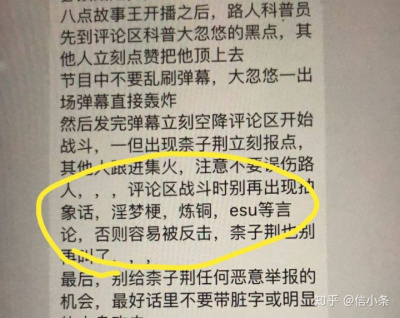 八点故事王开播之后，路人科普员
先到评论区科普大忽悠的黑点，其
他人立刻点赞把他顶上去
节目中不要乱刷弹幕，大忽悠一出
场弹幕直接轰炸
然后发完弹幕立刻空降评论区开始
战斗，一但出现柰子荆立刻报点，
其他人跟进集火，注意不要误伤路
人，，，评论区战斗时别再出现抽
象话，淫梦梗，炼铜，esu等言
论，否则容易被反击，柰子荆也别
再叫了，，，
最后，别给柰子荆任何恶意举报的
机会，最好话里不要带脏字或明显
知乎 @信小条